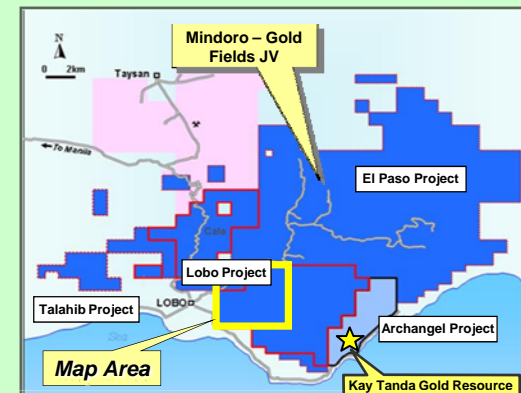 N
0 2km
Taysan
Mindoro – Gold
Fields JV
To Manila
El Paso Project
Calo
Lobo Project
LOBO
Talahib Project
Archangel Project
Map Area
Kay Tanda Gold Resource